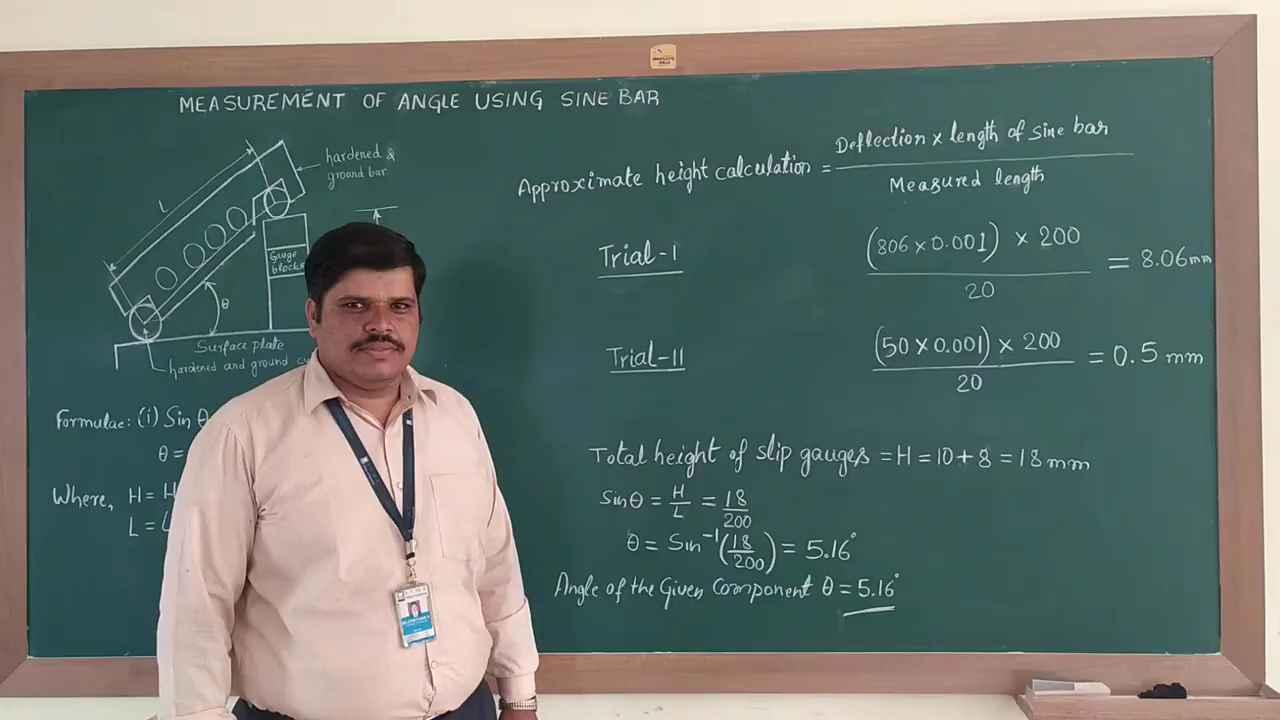 MEASUREMENT OF ANGLE USING SINE BAR
hardened &
ground bar
L
Gauge
blocks
θ
Surface plate
hardened and ground
Formulae: (i) Sin θ
θ =
Where, H = H
L = L
Approximate height calculation = Deflection x length of sine bar
Measured length
Trial-I
(806 x 0.001) x 200
20
= 8.06mm
Trial-II
(50 x 0.001) x 200
20
= 0.5 mm
Total height of slip gauges = H = 10 + 8 = 18 mm
Sinθ = H/L = 18/200
θ = Sin⁻¹(18/200) = 5.16°
Angle of the Given Component θ = 5.16°